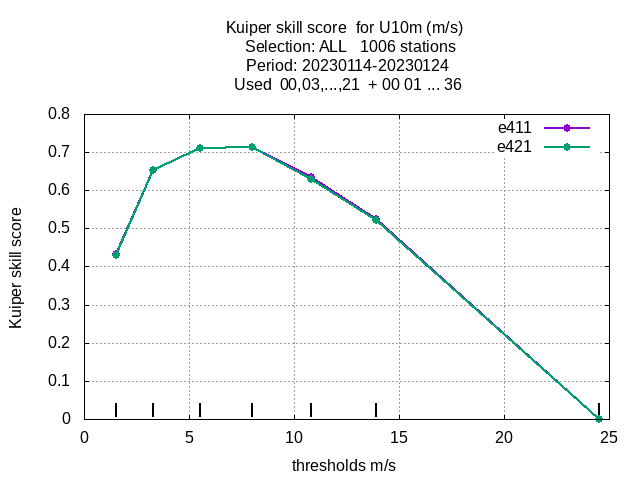 Kuiper skill score  for U10m (m/s)
Selection: ALL   1006 stations
Period: 20230114-20230124
Used  00,03,...,21  + 00 01 ... 36
e411
e421
Kuiper skill score
0.8
0.7
0.6
0.5
0.4
0.3
0.2
0.1
0
0 5 10 15 20 25
thresholds m/s